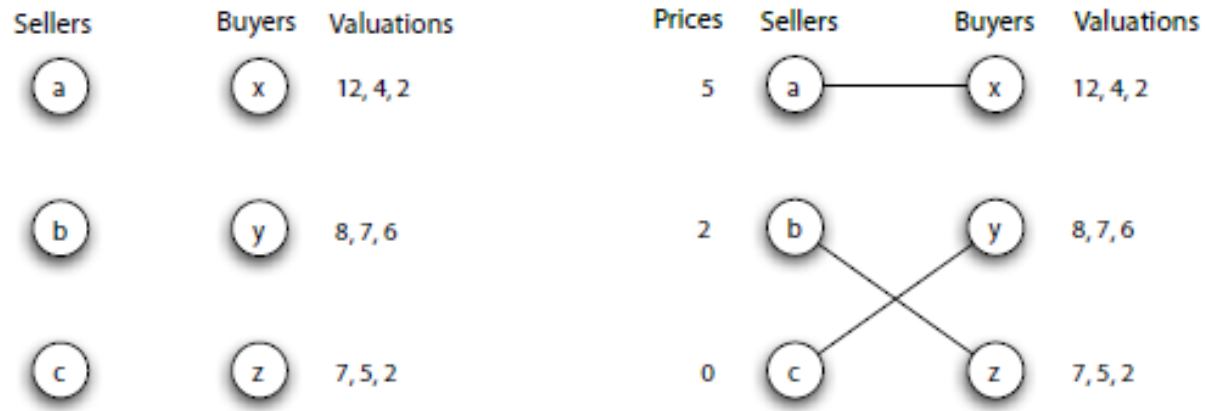 Sellers Buyers Valuations
a x 12, 4, 2
b y 8, 7, 6
c z 7, 5, 2
Prices Sellers Buyers Valuations
5 a x 12, 4, 2
2 b y 8, 7, 6
0 c z 7, 5, 2